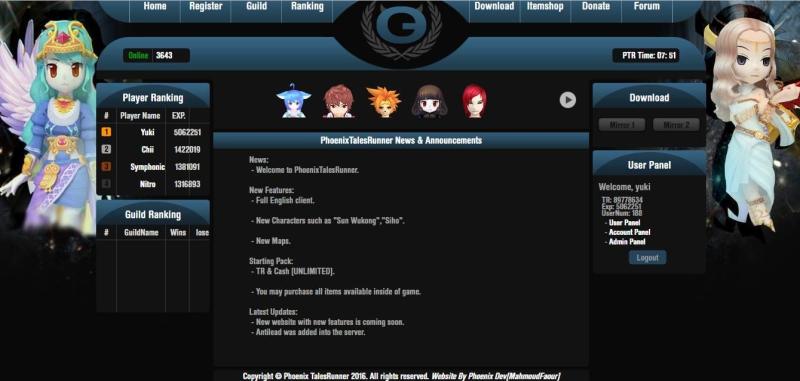 Home Register Guild Ranking Download Itemshop Donate Forum
G
Online 3643
PTR Time: 07: 51
Player Ranking
# Player Name EXP.
1 Yuki 5062251
2 Chii 1422019
3 Symphonic 1381091
4 Nitro 1316893
Guild Ranking
# GuildName Wins lose
PhoenixTalesRunner News & Announcements
News:
- Welcome to PhoenixTalesRunner.
New Features:
- Full English client.
- New Characters such as "Sun Wukong","Siho".
- New Maps.
Starting Pack:
- TR & Cash [UNLIMITED].
- You may purchase all items available inside of game.
Latest Updates:
- New website with new features is coming soon.
- Antilead was added into the server.
Download
Mirror 1 Mirror 2
User Panel
Welcome, yuki
TR: 89778634
Exp: 5062251
UserNum: 188
- User Panel
- Account Panel
- Admin Panel
Logout
Copyright © Phoenix TalesRunner 2016. All rights reserved. Website By Phoenix Dev[MahmoudFaour]